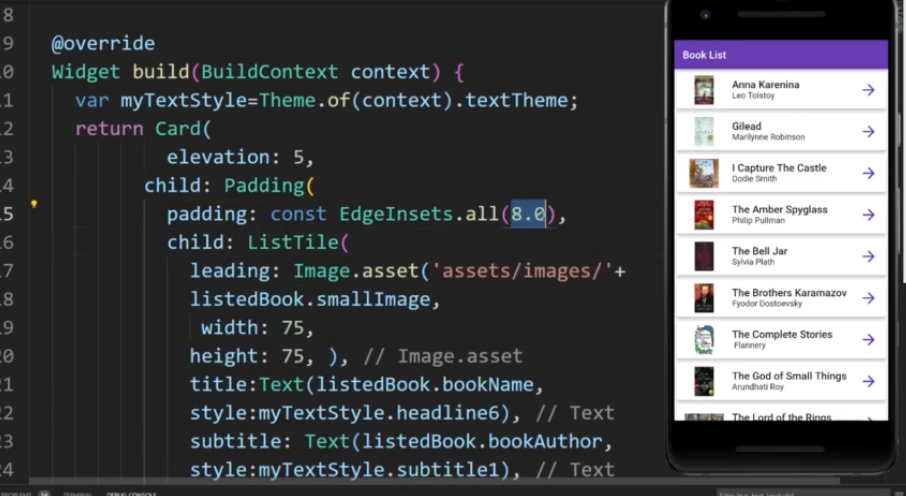 8
9 @override
10 Widget build(BuildContext context) {
11 var myTextStyle=Theme.of(context).textTheme;
12 return Card(
13 elevation: 5,
14 child: Padding(
15 padding: const EdgeInsets.all(8.0),
16 child: ListTile(
17 leading: Image.asset('assets/images/'+
18 listedBook.smallImage,
19 width: 75,
20 height: 75, ), // Image.asset
21 title:Text(listedBook.bookName,
22 style:myTextStyle.headline6), // Text
23 subtitle: Text(listedBook.bookAuthor,
24 style:myTextStyle.subtitle1), // Text
Book List
Anna Karenina
Leo Tolstoy
Gilead
Marilynne Robinson
I Capture The Castle
Dodie Smith
The Amber Spyglass
Philip Pullman
The Bell Jar
Sylvia Plath
The Brothers Karamazov
Fyodor Dostoevsky
The Complete Stories
Flannery
The God of Small Things
Arundhati Roy
The Lord of the Rings